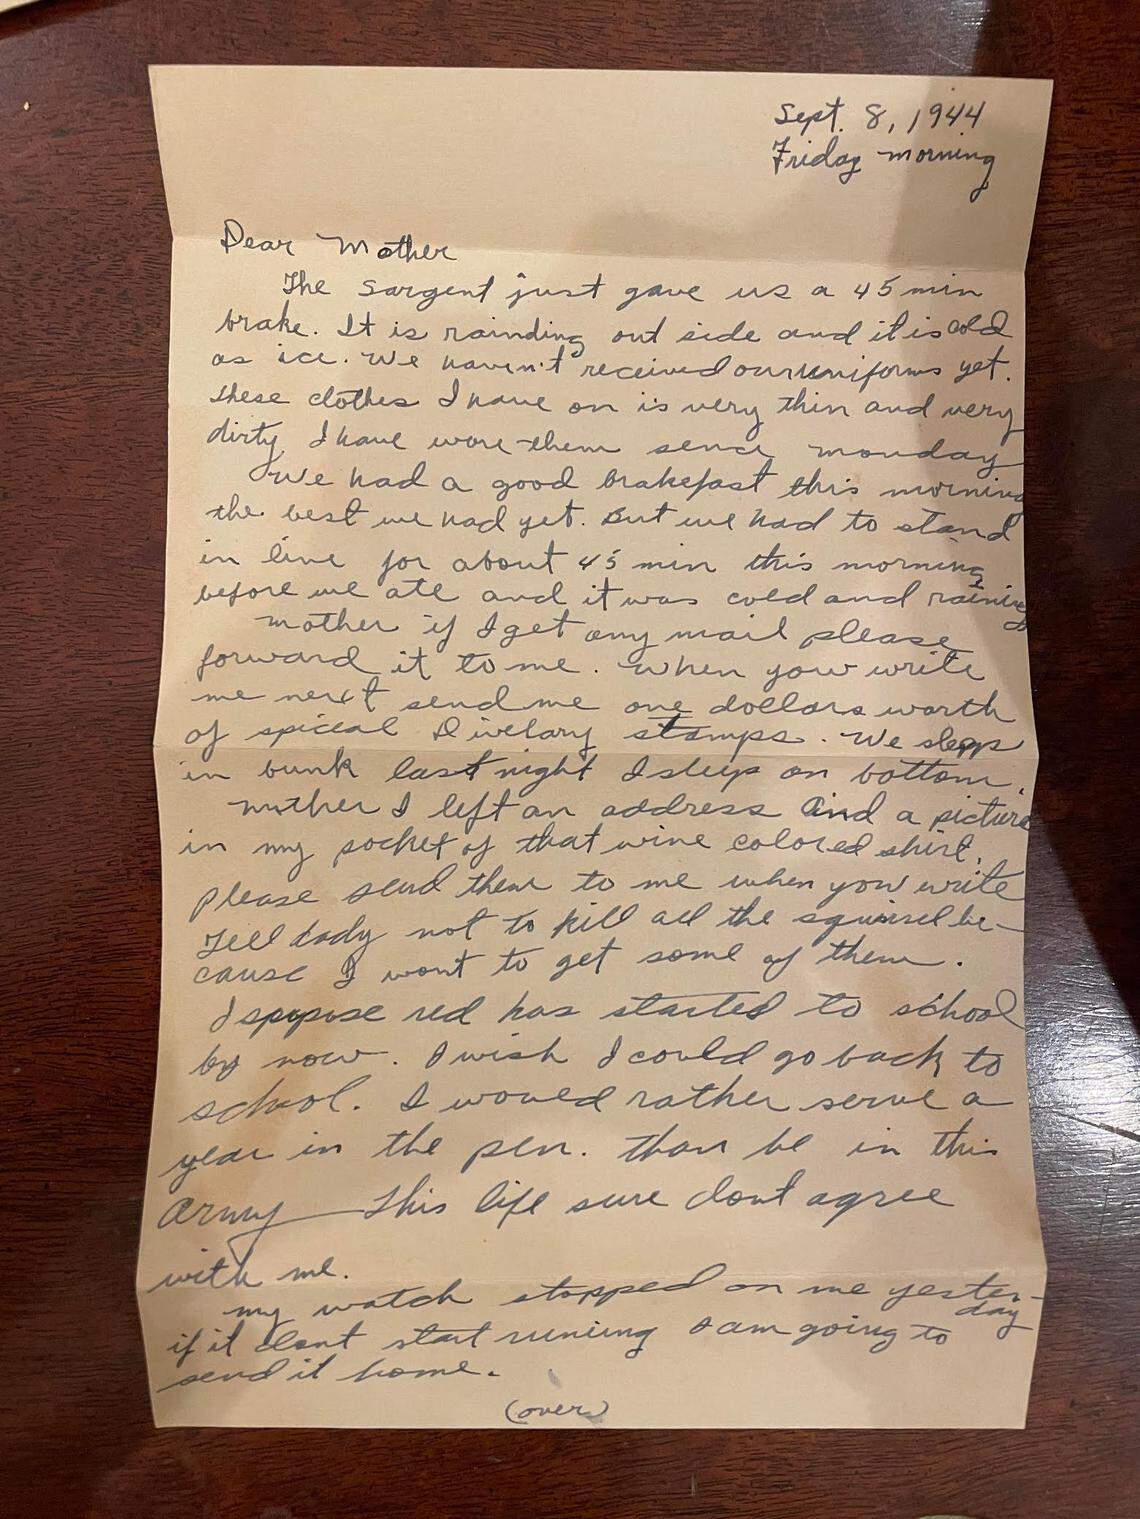 Sept. 8, 1944
Friday morning
Dear Mother
The Sargent just gave us a 45 min
brake. It is rainding out side and it is cold
as ice. We haven't received our uniforms yet.
These clothes I have on is very thin and very
dirty I have wore them sence monday
We had a good brakefast this morning
the best we had yet. But we had to stand
in line for about 45 min this morning
before we ate and it was cold and raining
mother if I get any mail please
forward it to me. When you write
me next send me one dollars worth
of spiceal Divelary stamps. We sleeps
in bunk last night I sleep on bottom.
mother I left an address and a picture
in my pocket of that wine colored shirt.
Please send them to me when you write
Tell dady not to kill all the squirrel be-
cause I want to get some of them.
I suppose red has started to school
by now. I wish I could go back to
school. I would rather serve a
year in the pen. than be in this
Army — This life sure dont agree
with me.
my watch stopped on me yester-
day
if it dont start runing I am going to
send it home.
(over)